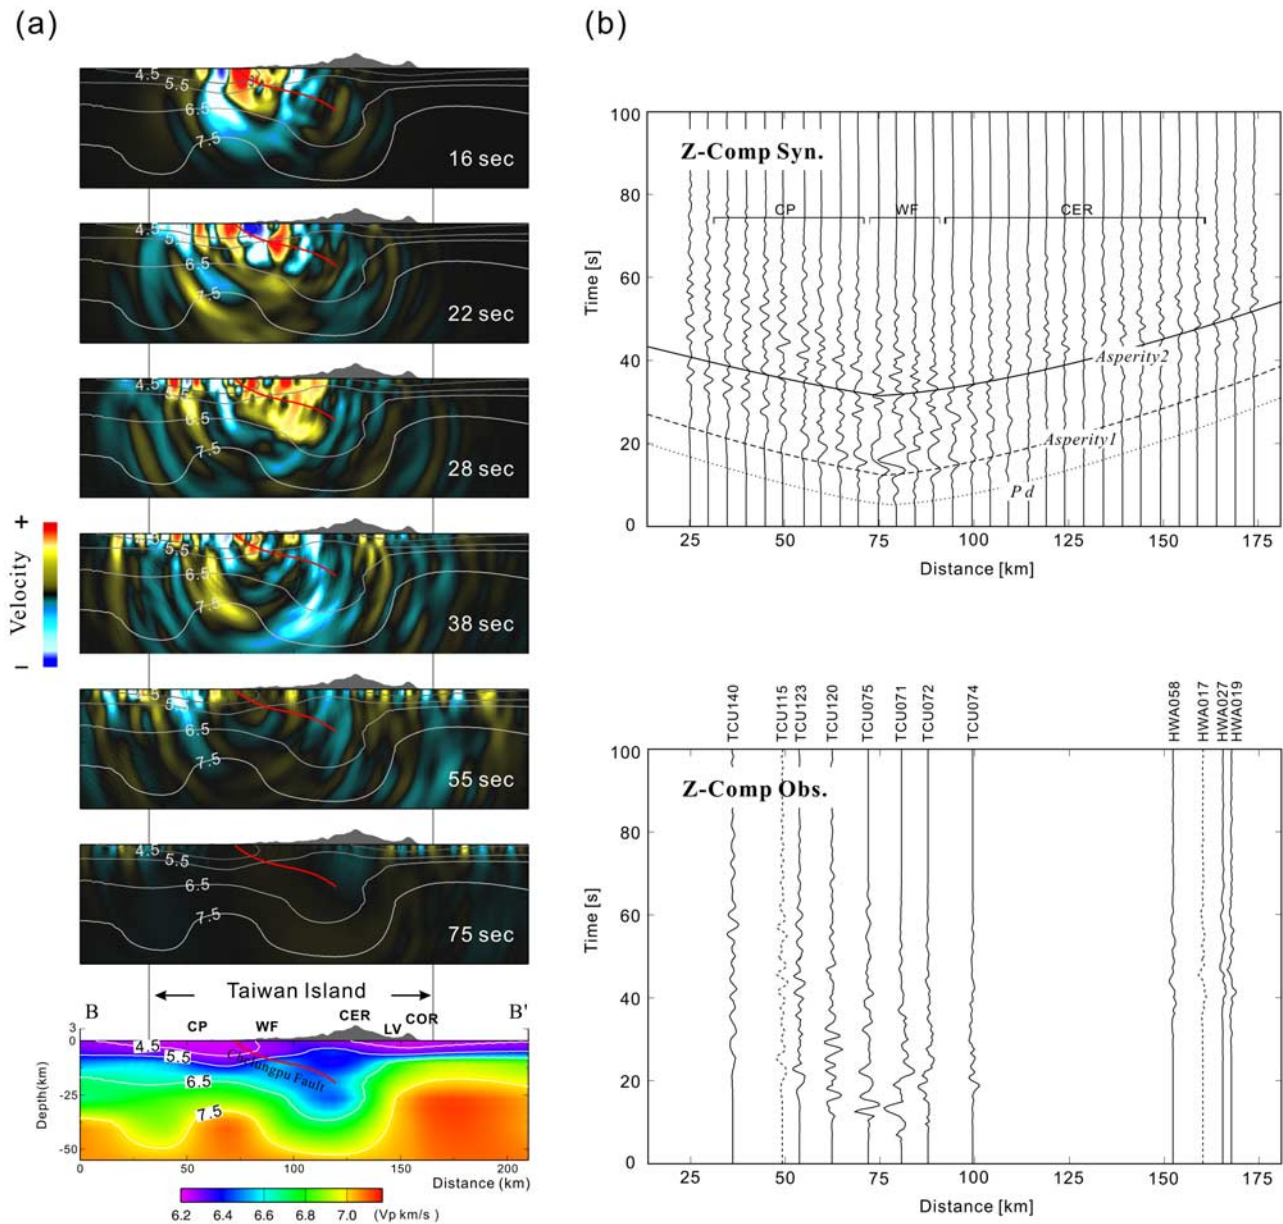 (a)
4.5
5.5
6.5
7.5
16 sec
4.5
5.5
6.5
7.5
22 sec
4.5
5.5
6.5
7.5
28 sec
5.5
6.5
7.5
38 sec
4.5
5.5
6.5
7.5
55 sec
4.5
5.5
6.5
7.5
75 sec
+
Velocity
−
Taiwan Island
B
B'
CP
WF
CER
LV
COR
3
0
-25
-50
Depth(km)
4.5
5.5
6.5
7.5
Chelungpu Fault
0
50
100
150
200
Distance (km)
6.2
6.4
6.6
6.8
7.0
(Vp km/s )
(b)
Z-Comp Syn.
CP
WF
CER
Asperity2
Asperity1
Pd
100
80
60
40
20
0
Time [s]
25
50
75
100
125
150
175
Distance [km]
TCU140
TCU115
TCU123
TCU120
TCU075
TCU071
TCU072
TCU074
HWA058
HWA017
HWA027
HWA019
Z-Comp Obs.
100
80
60
40
20
0
Time [s]
25
50
75
100
125
150
175
Distance [km]